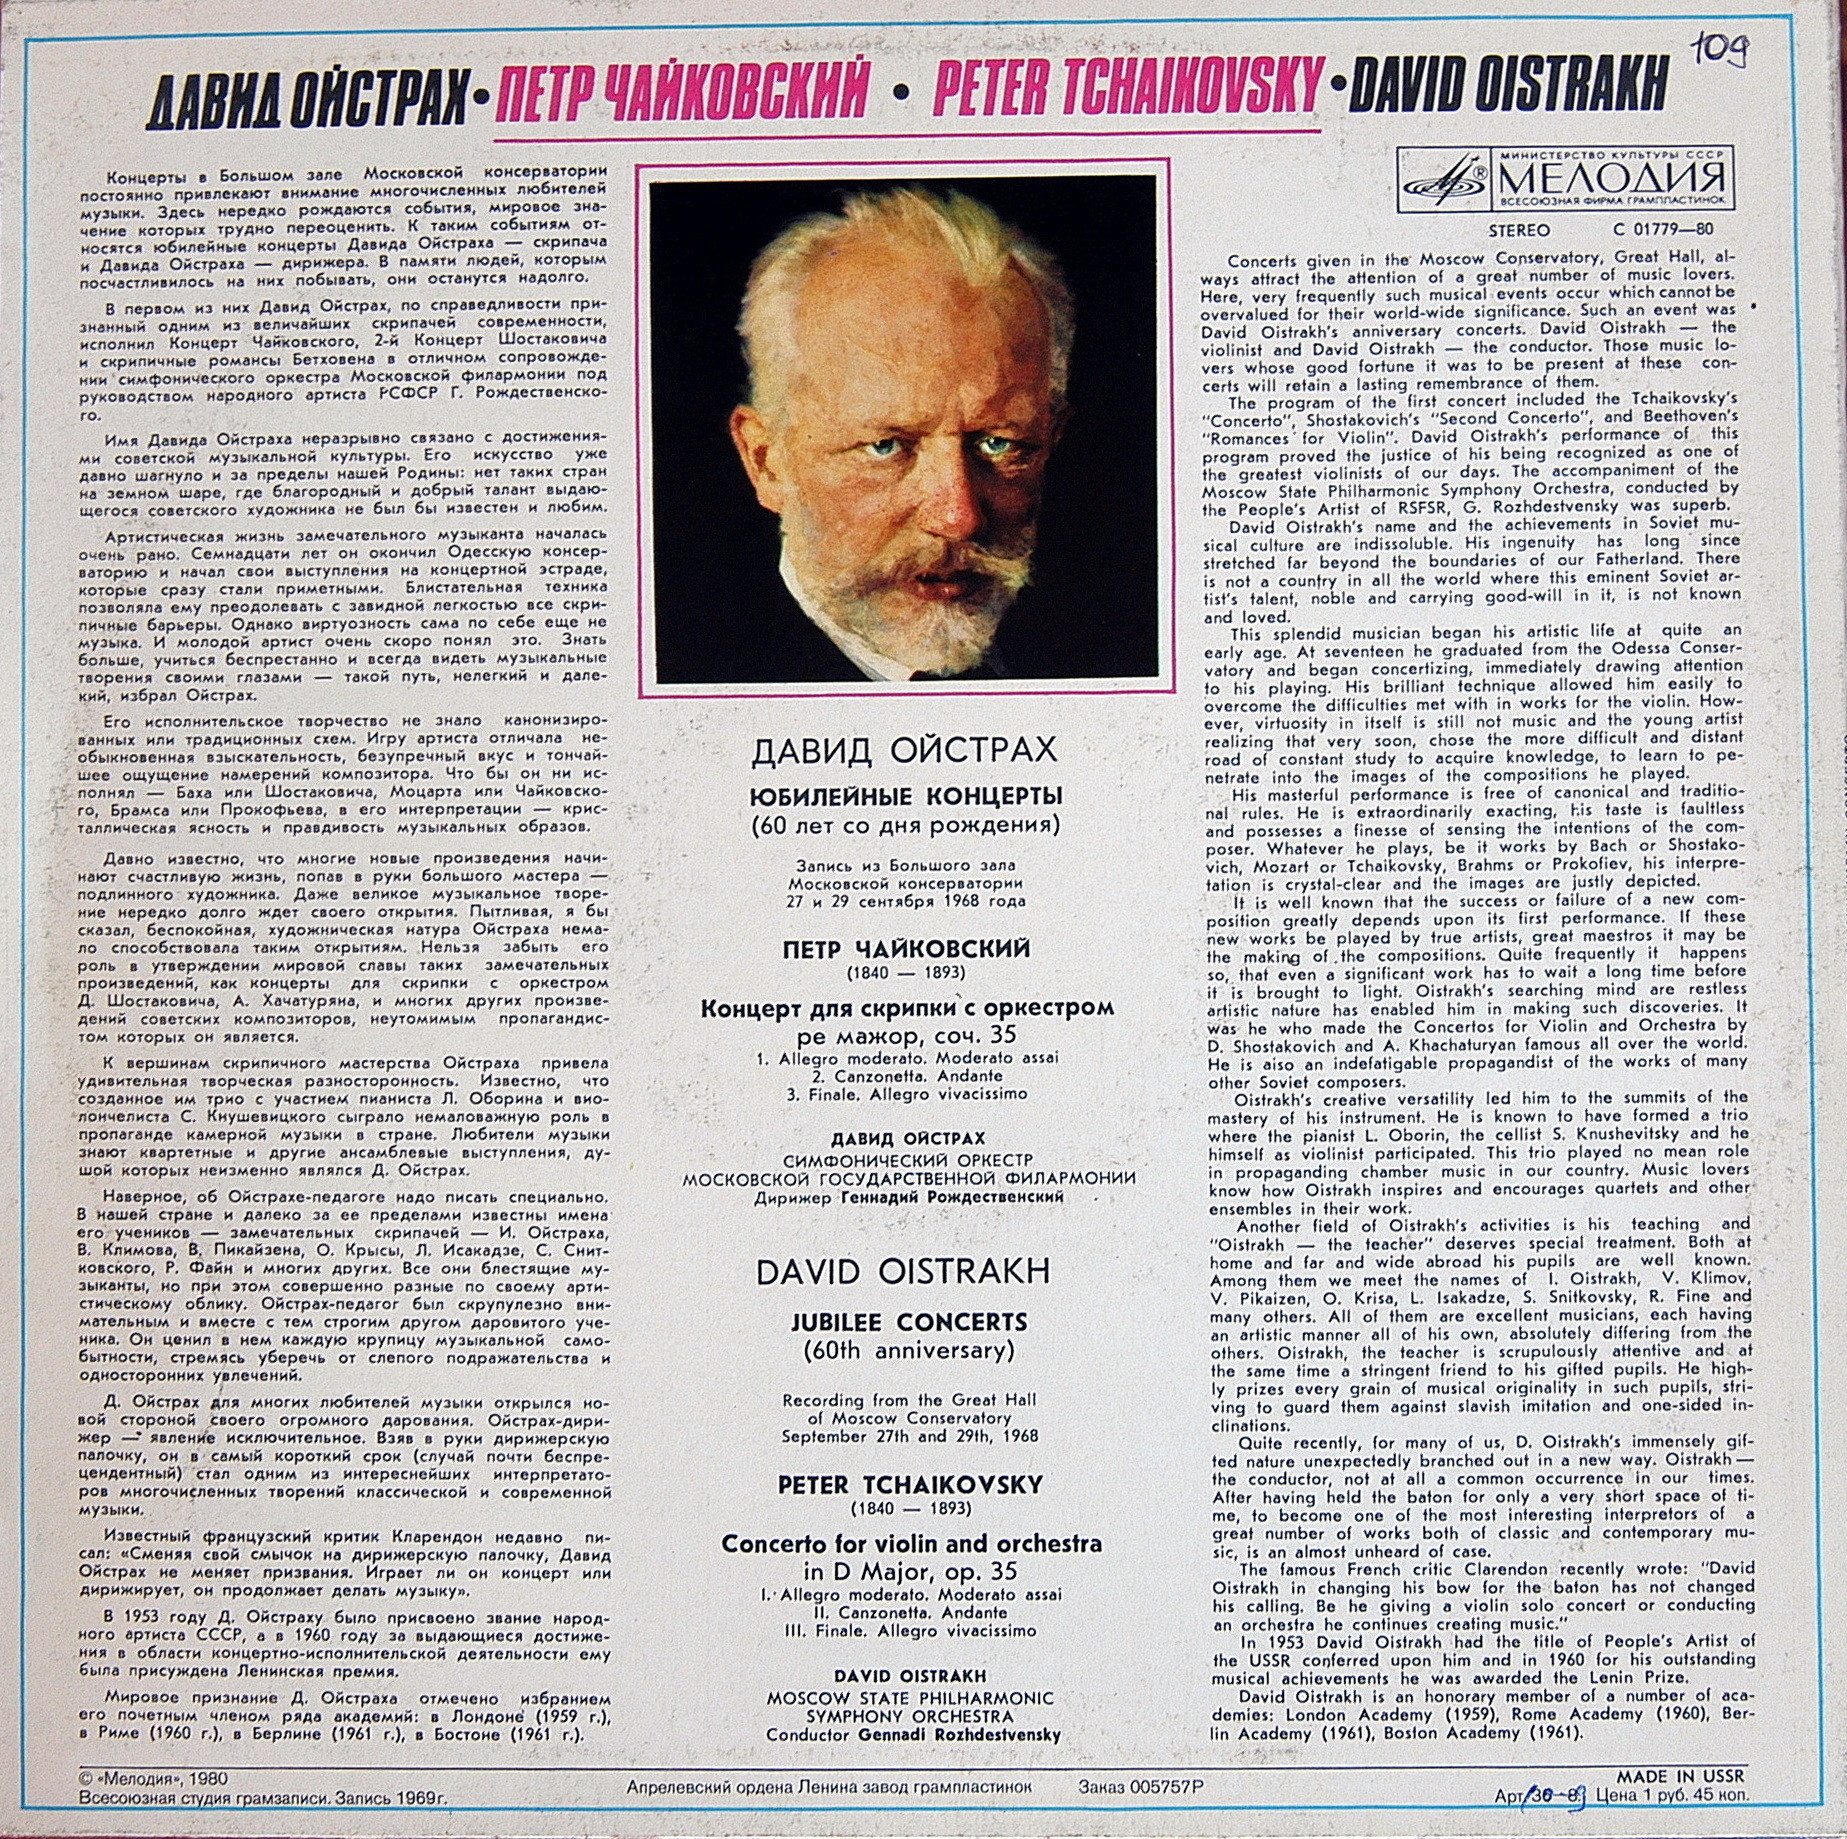 109
ДАВИД ОЙСТРАХ • ПЕТР ЧАЙКОВСКИЙ • PETER TCHAIKOVSKY • DAVID OISTRAKH
Концерты в Большом зале Московской консерватории
постоянно привлекают внимание многочисленных любителей
музыки. Здесь нередко рождаются события, мировое зна-
чение которых трудно переоценить. К таким событиям от-
носятся юбилейные концерты Давида Ойстраха — скрипача
и Давида Ойстраха — дирижера. В памяти людей, которым
посчастливилось на них побывать, они останутся надолго.
В первом из них Давид Ойстрах, по справедливости при-
знанный одним из величайших скрипачей современности,
исполнил Концерт Чайковского, 2-й Концерт Шостаковича
и скрипичные романсы Бетховена в отличном сопровожде-
нии симфонического оркестра Московской филармонии под
руководством народного артиста РСФСР Г. Рождественско-
го.
Имя Давида Ойстраха неразрывно связано с достижения-
ми советской музыкальной культуры. Его искусство уже
давно шагнуло и за пределы нашей Родины: нет таких стран
на земном шаре, где благородный и добрый талант выдаю-
щегося советского художника не был бы известен и любим.
Артистическая жизнь замечательного музыканта началась
очень рано. Семнадцати лет он окончил Одесскую консер-
ваторию и начал свои выступления на концертной эстраде,
которые сразу стали приметными. Блистательная техника
позволяла ему преодолевать с завидной легкостью все скри-
пичные барьеры. Однако виртуозность сама по себе еще не
музыка. И молодой артист очень скоро понял это. Знать
больше, учиться беспрестанно и всегда видеть музыкальные
творения своими глазами — такой путь, нелегкий и дале-
кий, избрал Ойстрах.
Его исполнительское творчество не знало канонизиро-
ванных или традиционных схем. Игру артиста отличала не-
обыкновенная взыскательность, безупречный вкус и тончай-
шее ощущение намерений композитора. Что бы он ни ис-
полнял — Баха или Шостаковича, Моцарта или Чайковско-
го, Брамса или Прокофьева, в его интерпретации — крис-
таллическая ясность и правдивость музыкальных образов.
Давно известно, что многие новые произведения начи-
нают счастливую жизнь, попав в руки большого мастера —
подлинного художника. Даже великое музыкальное творе-
ние нередко долго ждет своего открытия. Пытливая, я бы
сказал, беспокойная, художническая натура Ойстраха нема-
ло способствовала таким открытиям. Нельзя забыть его
роль в утверждении мировой славы таких замечательных
произведений, как концерты для скрипки с оркестром
Д. Шостаковича, А. Хачатуряна, и многих других произве-
дений советских композиторов, неутомимым пропагандис-
том которых он является.
К вершинам скрипичного мастерства Ойстраха привела
удивительная творческая разносторонность. Известно, что
созданное им трио с участием пианиста Л. Оборина и вио-
лончелиста С. Кнушевицкого сыграло немаловажную роль в
пропаганде камерной музыки в стране. Любители музыки
знают квартетные и другие ансамблевые выступления, ду-
шой которых неизменно являлся Д. Ойстрах.
Наверное, об Ойстрахе-педагоге надо писать специально.
В нашей стране и далеко за ее пределами известны имена
его учеников — замечательных скрипачей — И. Ойстраха,
В. Климова, В. Пикайзена, О. Крысы, Л. Исакадзе, С. Снит-
ковского, Р. Файн и многих других. Все они блестящие му-
зыканты, но при этом совершенно разные по своему арти-
стическому облику. Ойстрах-педагог был скрупулезно вни-
мательным и вместе с тем строгим другом даровитого уче-
ника. Он ценил в нем каждую крупицу музыкальной само-
бытности, стремясь уберечь от слепого подражательства и
односторонних увлечений.
Д. Ойстрах для многих любителей музыки открылся но-
вой стороной своего огромного дарования. Ойстрах-дири-
жер — явление исключительное. Взяв в руки дирижерскую
палочку, он в самый короткий срок (случай почти беспре-
цендентный) стал одним из интереснейших интерпретато-
ров многочисленных творений классической и современной
музыки.
Известный французский критик Кларендон недавно пи-
сал: «Сменяя свой смычок на дирижерскую палочку, Давид
Ойстрах не меняет призвания. Играет ли он концерт или
дирижирует, он продолжает делать музыку».
В 1953 году Д. Ойстраху было присвоено звание народ-
ного артиста СССР, а в 1960 году за выдающиеся достиже-
ния в области концертно-исполнительской деятельности ему
была присуждена Ленинская премия.
Мировое признание Д. Ойстраха отмечено избранием
его почетным членом ряда академий: в Лондоне (1959 г.),
в Риме (1960 г.), в Берлине (1961 г.), в Бостоне (1961 г.).
ДАВИД ОЙСТРАХ
ЮБИЛЕЙНЫЕ КОНЦЕРТЫ
(60 лет со дня рождения)
Запись из Большого зала
Московской консерватории
27 и 29 сентября 1968 года
ПЕТР ЧАЙКОВСКИЙ
(1840 — 1893)
Концерт для скрипки с оркестром
ре мажор, соч. 35
1. Allegro moderato. Moderato assai
2. Canzonetta. Andante
3. Finale. Allegro vivacissimo
ДАВИД ОЙСТРАХ
СИМФОНИЧЕСКИЙ ОРКЕСТР
МОСКОВСКОЙ ГОСУДАРСТВЕННОЙ ФИЛАРМОНИИ
Дирижер Геннадий Рождественский
DAVID OISTRAKH
JUBILEE CONCERTS
(60th anniversary)
Recording from the Great Hall
of Moscow Conservatory
September 27th and 29th, 1968
PETER TCHAIKOVSKY
(1840 — 1893)
Concerto for violin and orchestra
in D Major, op. 35
I. Allegro moderato. Moderato assai
II. Canzonetta. Andante
III. Finale. Allegro vivacissimo
DAVID OISTRAKH
MOSCOW STATE PHILHARMONIC
SYMPHONY ORCHESTRA
Conductor Gennadi Rozhdestvensky
МИНИСТЕРСТВО КУЛЬТУРЫ СССР
® МЕЛОДИЯ
ВСЕСОЮЗНАЯ ФИРМА ГРАМПЛАСТИНОК
STEREO С 01779—80
Concerts given in the Moscow Conservatory, Great Hall, al-
ways attract the attention of a great number of music lovers.
Here, very frequently such musical events occur which cannot be
overvalued for their world-wide significance. Such an event was
David Oistrakh's anniversary concerts. David Oistrakh — the
violinist and David Oistrakh — the conductor. Those music lo-
vers whose good fortune it was to be present at these con-
certs will retain a lasting remembrance of them.
The program of the first concert included the Tchaikovsky's
"Concerto", Shostakovich's "Second Concerto", and Beethoven's
"Romances for Violin". David Oistrakh's performance of this
program proved the justice of his being recognized as one of
the greatest violinists of our days. The accompaniment of the
Moscow State Philharmonic Symphony Orchestra, conducted by
the People's Artist of RSFSR, G. Rozhdestvensky was superb.
David Oistrakh's name and the achievements in Soviet mu-
sical culture are indissoluble. His ingenuity has long since
stretched far beyond the boundaries of our Fatherland. There
is not a country in all the world where this eminent Soviet ar-
tist's talent, noble and carrying good-will in it, is not known
and loved.
This splendid musician began his artistic life at quite an
early age. At seventeen he graduated from the Odessa Conser-
vatory and began concertizing, immediately drawing attention
to his playing. His brilliant technique allowed him easily to
overcome the difficulties met with in works for the violin. How-
ever, virtuosity in itself is still not music and the young artist
realizing that very soon, chose the more difficult and distant
road of constant study to acquire knowledge, to learn to pe-
netrate into the images of the compositions he played.
His masterful performance is free of canonical and traditio-
nal rules. He is extraordinarily exacting, his taste is faultless
and possesses a finesse of sensing the intentions of the com-
poser. Whatever he plays, be it works by Bach or Shostako-
vich, Mozart or Tchaikovsky, Brahms or Prokofiev, his interpre-
tation is crystal-clear and the images are justly depicted.
It is well known that the success or failure of a new com-
position greatly depends upon its first performance. If these
new works be played by true artists, great maestros it may be
the making of the compositions. Quite frequently it happens
so, that even a significant work has to wait a long time before
it is brought to light. Oistrakh's searching mind are restless
artistic nature has enabled him in making such discoveries. It
was he who made the Concertos for Violin and Orchestra by
D. Shostakovich and A. Khachaturyan famous all over the world.
He is also an indefatigable propagandist of the works of many
other Soviet composers.
Oistrakh's creative versatility led him to the summits of the
mastery of his instrument. He is known to have formed a trio
where the pianist L. Oborin, the cellist S. Knushevitsky and he
himself as violinist participated. This trio played no mean role
in propaganding chamber music in our country. Music lovers
know how Oistrakh inspires and encourages quartets and other
ensembles in their work.
Another field of Oistrakh's activities is his teaching and
"Oistrakh — the teacher" deserves special treatment. Both at
home and far and wide abroad his pupils are well known.
Among them we meet the names of I. Oistrakh, V. Klimov,
V. Pikaizen, O. Krisa, L. Isakadze, S. Snitkovsky, R. Fine and
many others. All of them are excellent musicians, each having
an artistic manner all of his own, absolutely differing from the
others. Oistrakh, the teacher is scrupulously attentive and at
the same time a stringent friend to his gifted pupils. He high-
ly prizes every grain of musical originality in such pupils, stri-
ving to guard them against slavish imitation and one-sided in-
clinations.
Quite recently, for many of us, D. Oistrakh's immensely gif-
ted nature unexpectedly branched out in a new way. Oistrakh —
the conductor, not at all a common occurrence in our times.
After having held the baton for only a very short space of ti-
me, to become one of the most interesting interpretors of a
great number of works both of classic and contemporary mu-
sic, is an almost unheard of case.
The famous French critic Clarendon recently wrote: "David
Oistrakh in changing his bow for the baton has not changed
his calling. Be he giving a violin solo concert or conducting
an orchestra he continues creating music."
In 1953 David Oistrakh had the title of People's Artist of
the USSR conferred upon him and in 1960 for his outstanding
musical achievements he was awarded the Lenin Prize.
David Oistrakh is an honorary member of a number of aca-
demies: London Academy (1959), Rome Academy (1960), Ber-
lin Academy (1961), Boston Academy (1961).
© «Мелодия», 1980
Всесоюзная студия грамзаписи. Запись 1969 г.
Апрелевский ордена Ленина завод грампластинок Заказ 005757Р
MADE IN USSR
Арт. Цена 1 руб. 45 коп.